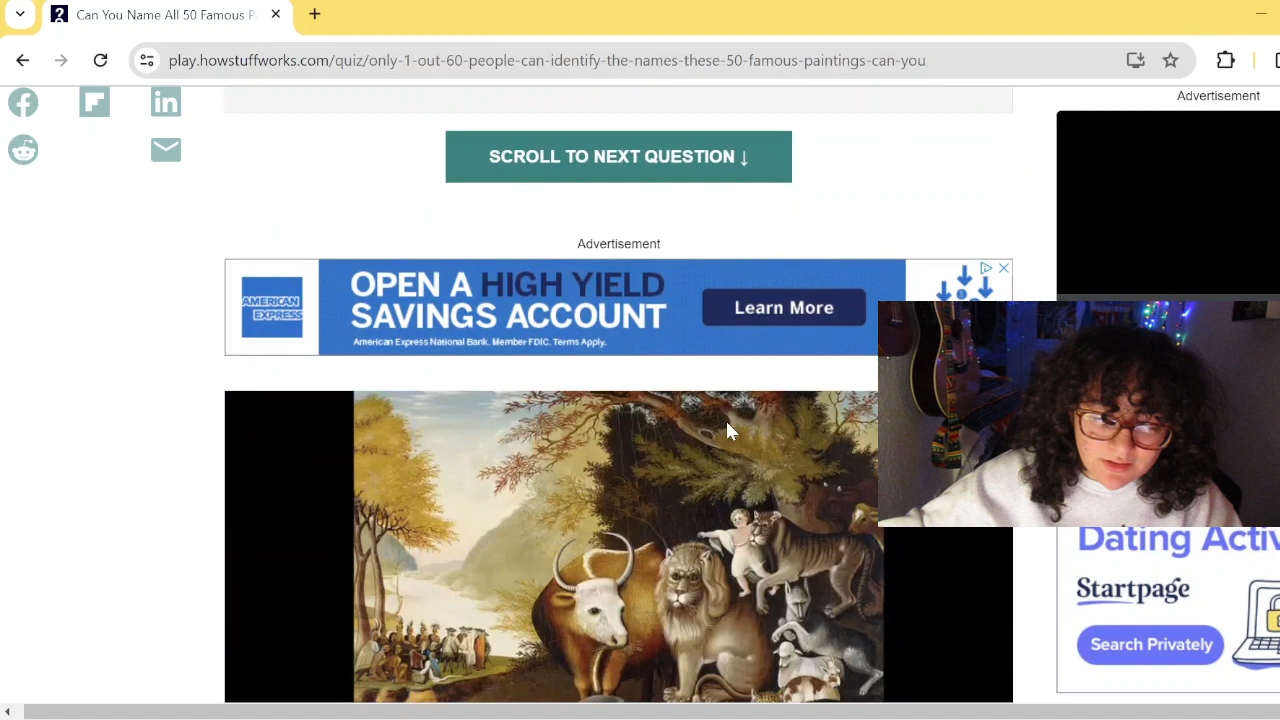 Can You Name All 50 Famous P
play.howstuffworks.com/quiz/only-1-out-60-people-can-identify-the-names-these-50-famous-paintings-can-you
Advertisement
SCROLL TO NEXT QUESTION ↓
Advertisement
AMERICAN
EXPRESS
OPEN A HIGH YIELD
SAVINGS ACCOUNT
American Express National Bank. Member FDIC. Terms Apply.
Learn More
Dating Activ
Startpage
Search Privately